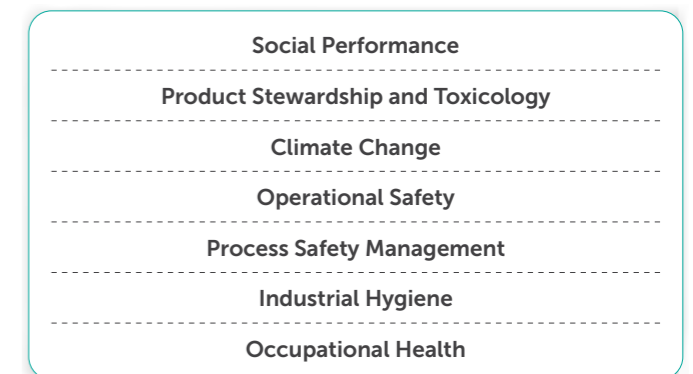 Social Performance
Product Stewardship and Toxicology
Climate Change
Operational Safety
Process Safety Management
Industrial Hygiene
Occupational Health